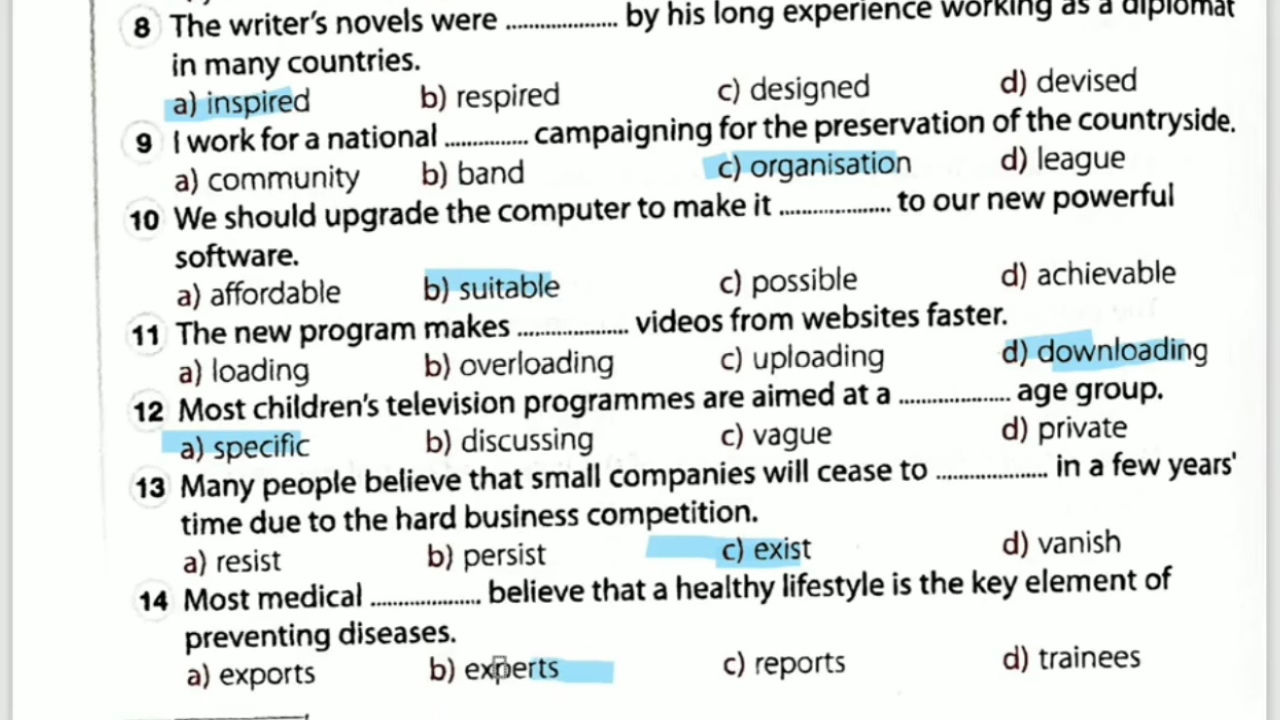 8 The writer's novels were .................... by his long experience working as a diplomat
in many countries.
a) inspired b) respired c) designed d) devised
9 I work for a national ............... campaigning for the preservation of the countryside.
a) community b) band c) organisation d) league
10 We should upgrade the computer to make it .................... to our new powerful
software.
a) affordable b) suitable c) possible d) achievable
11 The new program makes .................... videos from websites faster.
a) loading b) overloading c) uploading d) downloading
12 Most children's television programmes are aimed at a .................... age group.
a) specific b) discussing c) vague d) private
13 Many people believe that small companies will cease to .................... in a few years'
time due to the hard business competition.
a) resist b) persist c) exist d) vanish
14 Most medical .................... believe that a healthy lifestyle is the key element of
preventing diseases.
a) exports b) experts c) reports d) trainees